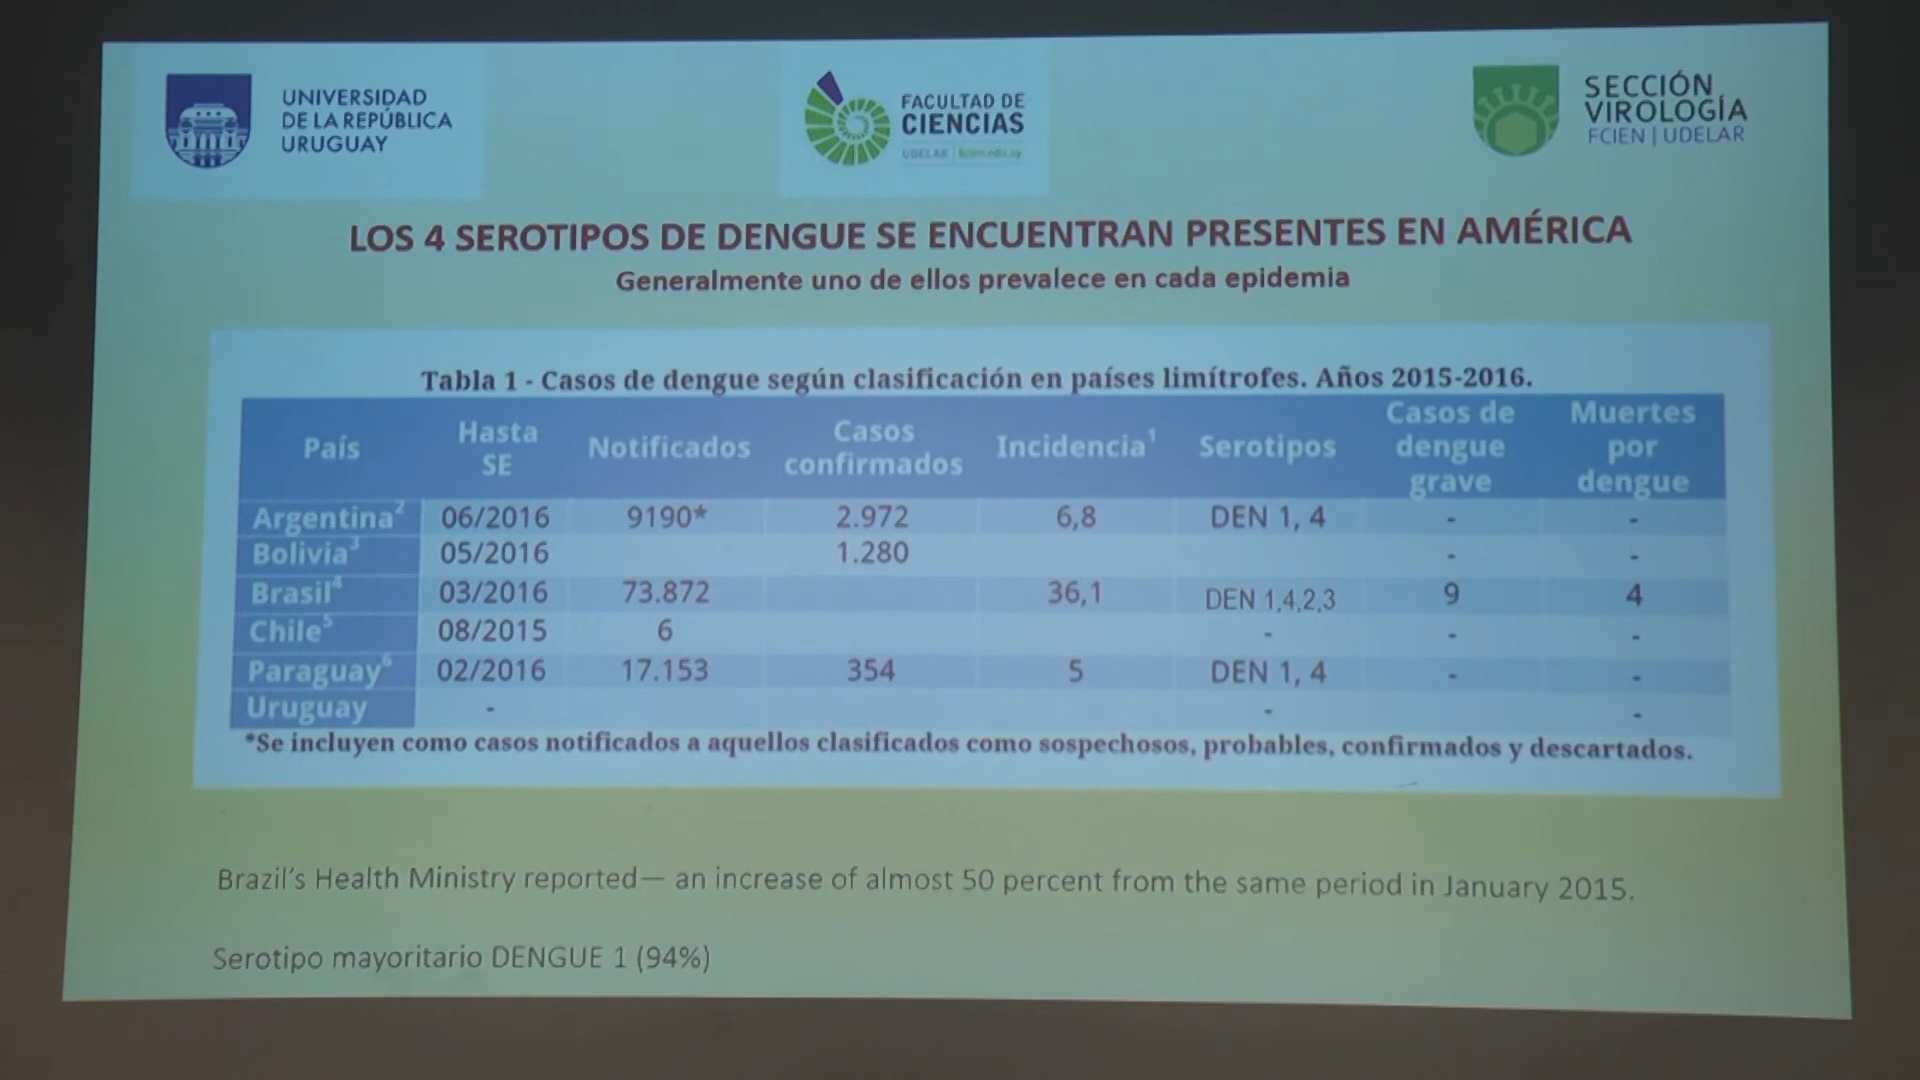 UNIVERSIDAD
DE LA REPÚBLICA
URUGUAY
FACULTAD DE
CIENCIAS
UDELAR | fcien.edu.uy
SECCIÓN
VIROLOGÍA
FCIEN | UDELAR
LOS 4 SEROTIPOS DE DENGUE SE ENCUENTRAN PRESENTES EN AMÉRICA
Generalmente uno de ellos prevalece en cada epidemia
Tabla 1 - Casos de dengue según clasificación en países limítrofes. Años 2015-2016.
País Hasta SE Notificados Casos confirmados Incidencia¹ Serotipos Casos de dengue grave Muertes por dengue
Argentina² 06/2016 9190* 2.972 6,8 DEN 1, 4 - -
Bolivia³ 05/2016 1.280 - -
Brasil⁴ 03/2016 73.872 36,1 DEN 1,4,2,3 9 4
Chile⁵ 08/2015 6 - - -
Paraguay⁶ 02/2016 17.153 354 5 DEN 1, 4 - -
Uruguay - - -
*Se incluyen como casos notificados a aquellos clasificados como sospechosos, probables, confirmados y descartados.
Brazil's Health Ministry reported— an increase of almost 50 percent from the same period in January 2015.
Serotipo mayoritario DENGUE 1 (94%)